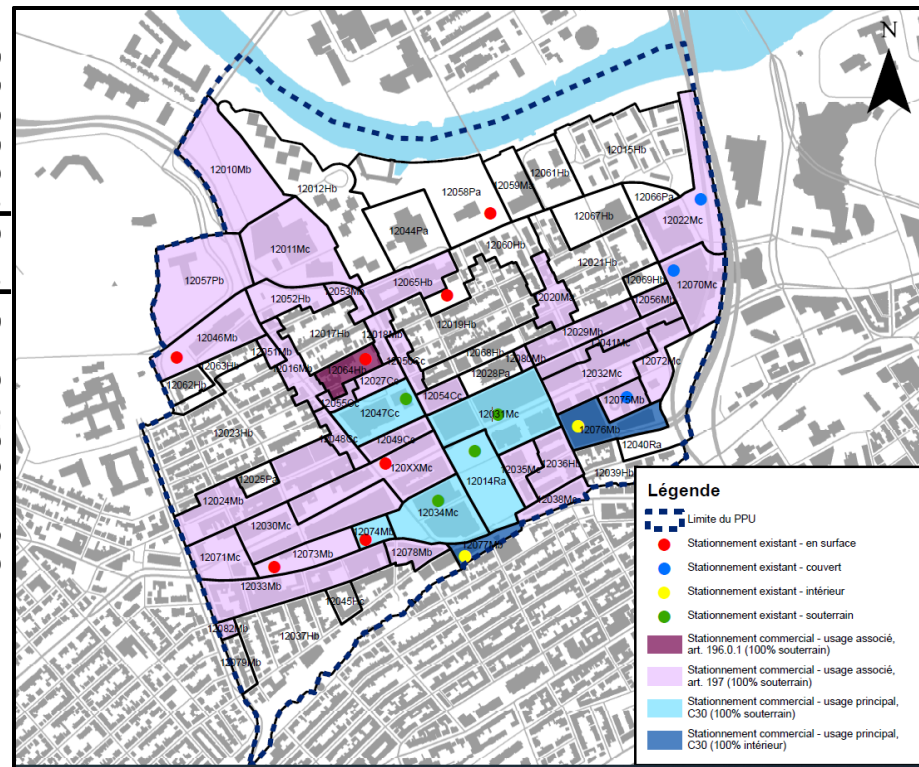 N
12015Hb
12061Hb
12059Ma
12010Mb
12012Hb
12058Pa
12066Pa
12067Hb
12022Mc
12044Pa
12060Hb
12011Mc
12021Hb
12057Pb
12065Hb
12069Hb
12070Mc
12053Mb
12052Hb
12020Ma
12056Mb
12019Hb
12017Hb
12018Mb
12029Mb
12046Mb
12041Mc
12051Mb
12068Hb
12080Mb
12072Mc
12063Hb
12016Mb
12064Hb
12028Pa
12032Mc
12062Hb
12027Cc
12054Cc
12075Mb
12055Cc
12047Cc
12031Mc
12076Mb
12023Hb
12048Cc
12049Cc
12040Ra
12036Hb
12035Mc
12039Hb
120XXMc
12025Pa
12014Ra
12024Mb
12038Mc
12034Mc
12030Mc
12074Mb
12071Mc
12073Mb
12078Mb
12077Mb
12033Mb
12045Hc
12082Mb
12037Hb
12079Mb
Légende
Limite du PPU
Stationnement existant - en surface
Stationnement existant - couvert
Stationnement existant - intérieur
Stationnement existant - souterrain
Stationnement commercial - usage associé,
art. 196.0.1 (100% souterrain)
Stationnement commercial - usage associé,
art. 197 (100% souterrain)
Stationnement commercial - usage principal,
C30 (100% souterrain)
Stationnement commercial - usage principal,
C30 (100% intérieur)